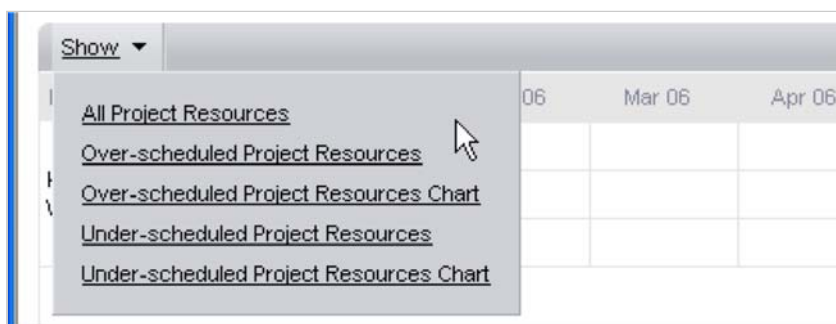 Show
06 Mar 06 Apr 06
All Project Resources
Over-scheduled Project Resources
Over-scheduled Project Resources Chart
Under-scheduled Project Resources
Under-scheduled Project Resources Chart